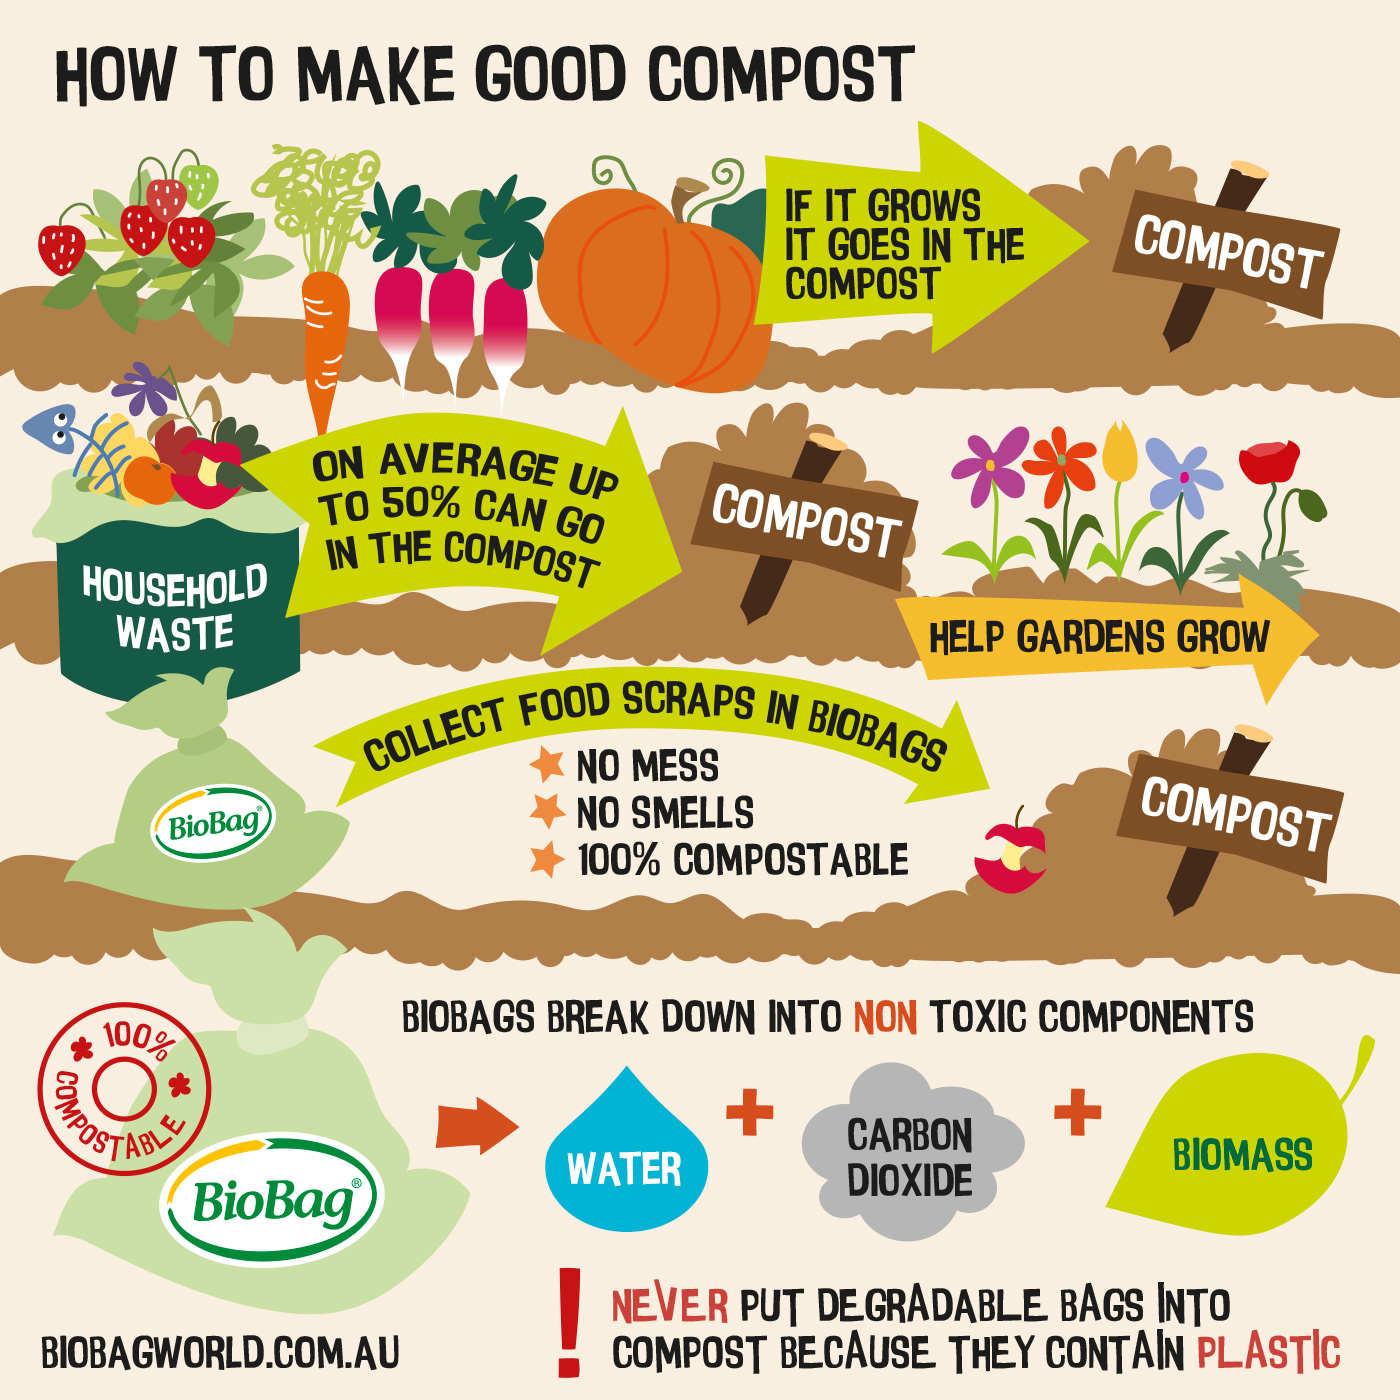 HOW TO MAKE GOOD COMPOST
IF IT GROWS
IT GOES IN THE
COMPOST
COMPOST
ON AVERAGE UP
TO 50% CAN GO
IN THE COMPOST
HOUSEHOLD
WASTE
COMPOST
HELP GARDENS GROW
COLLECT FOOD SCRAPS IN BIOBAGS
NO MESS
NO SMELLS
100% COMPOSTABLE
BioBag®
COMPOST
BIOBAGS BREAK DOWN INTO NON TOXIC COMPONENTS
100%
COMPOSTABLE
BioBag®
WATER
+
CARBON
DIOXIDE
+
BIOMASS
! NEVER PUT DEGRADABLE BAGS INTO
COMPOST BECAUSE THEY CONTAIN PLASTIC
BIOBAGWORLD.COM.AU